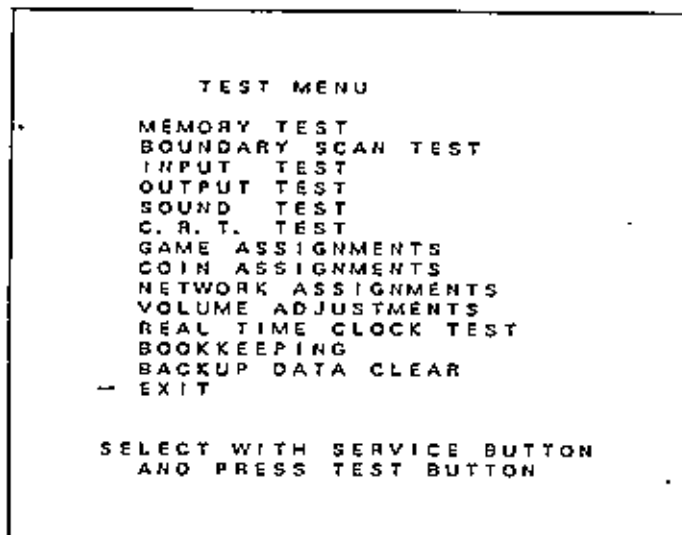 TEST MENU
MEMORY TEST
BOUNDARY SCAN TEST
INPUT TEST
OUTPUT TEST
SOUND TEST
C.R.T. TEST
GAME ASSIGNMENTS
COIN ASSIGNMENTS
NETWORK ASSIGNMENTS
VOLUME ADJUSTMENTS
REAL TIME CLOCK TEST
BOOKKEEPING
BACKUP DATA CLEAR
– EXIT
SELECT WITH SERVICE BUTTON
AND PRESS TEST BUTTON